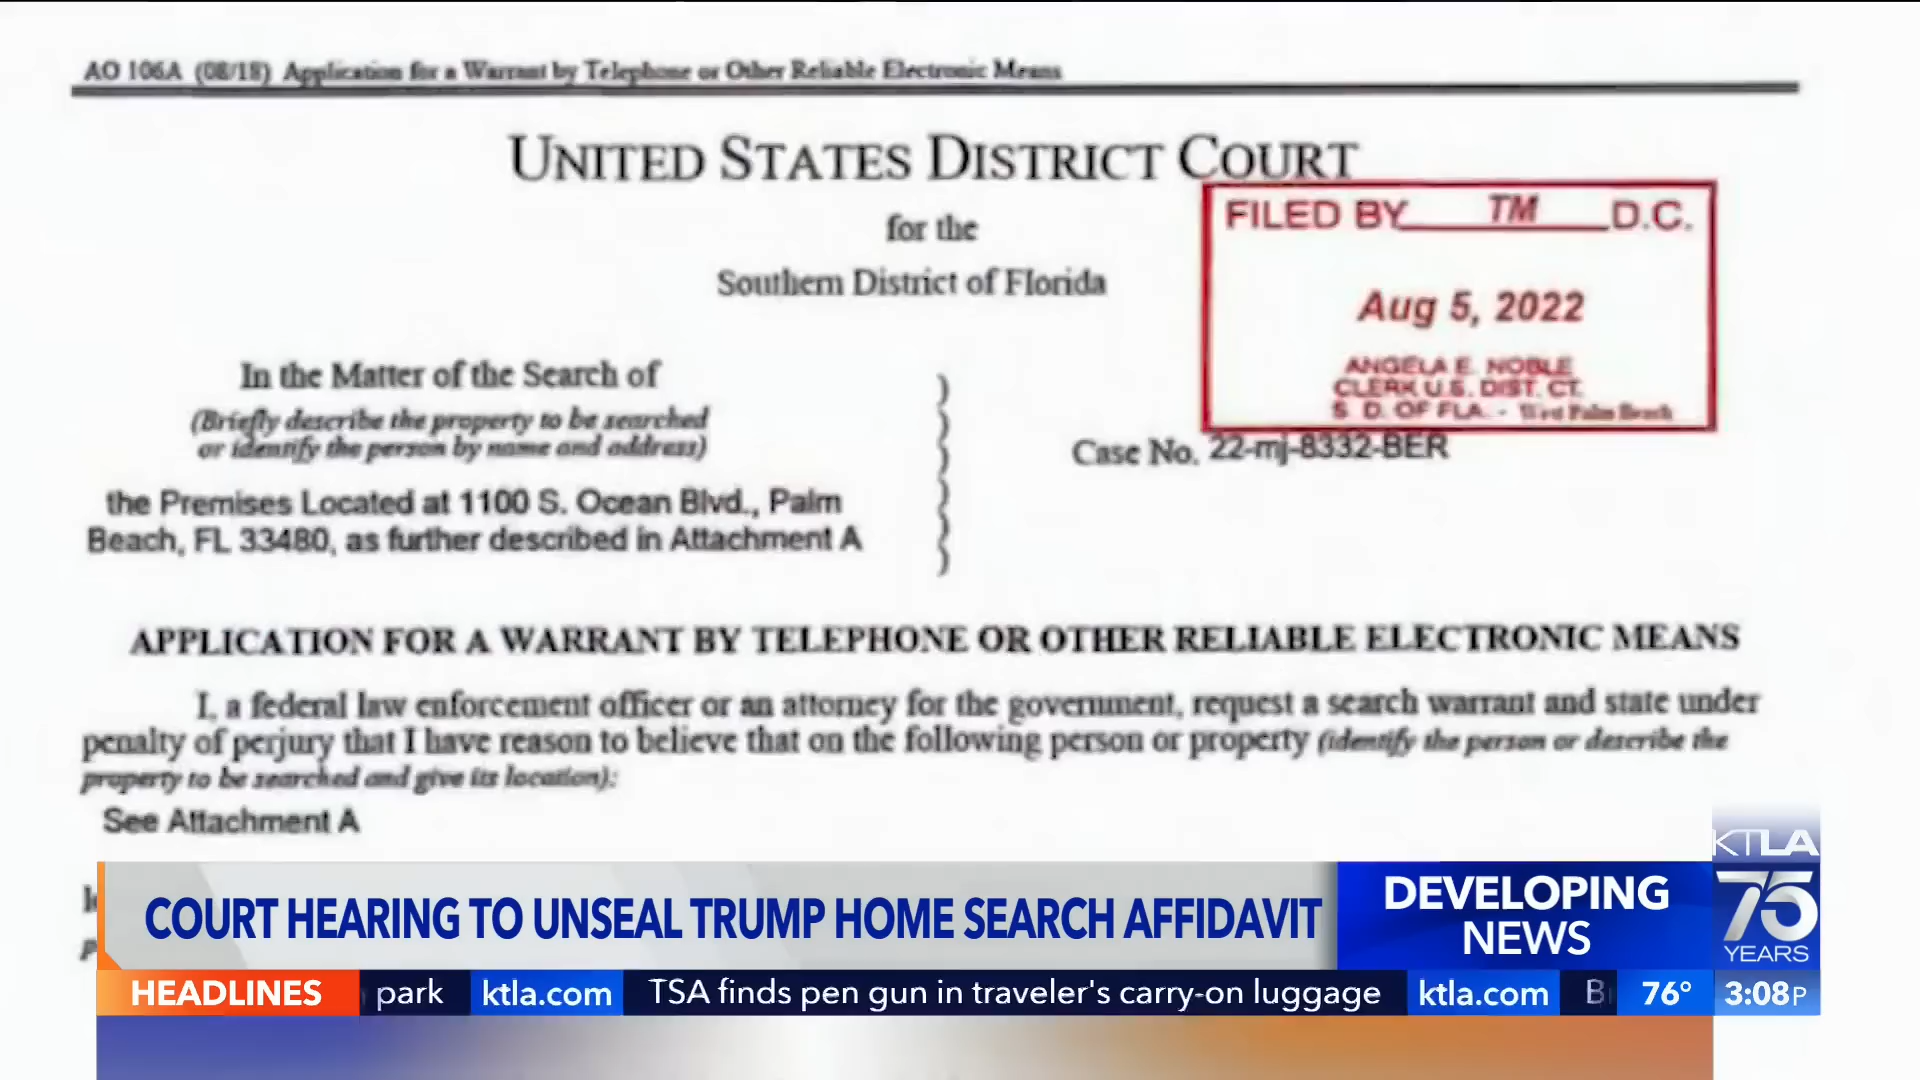 AO 106A (08/18) Application for a Warrant by Telephone or Other Reliable Electronic Means
UNITED STATES DISTRICT COURT
for the
Southern District of Florida
FILED BY TM D.C.
Aug 5, 2022
ANGELA E. NOBLE
CLERK U.S. DIST. CT.
S. D. OF FLA. - West Palm Beach
In the Matter of the Search of
(Briefly describe the property to be searched
or identify the person by name and address)
the Premises Located at 1100 S. Ocean Blvd., Palm
Beach, FL 33480, as further described in Attachment A
Case No. 22-mj-8332-BER
APPLICATION FOR A WARRANT BY TELEPHONE OR OTHER RELIABLE ELECTRONIC MEANS
I, a federal law enforcement officer or an attorney for the government, request a search warrant and state under
penalty of perjury that I have reason to believe that on the following person or property (identify the person or describe the
property to be searched and give its location):
See Attachment A
COURT HEARING TO UNSEAL TRUMP HOME SEARCH AFFIDAVIT
DEVELOPING
NEWS
KTLA
75
YEARS
HEADLINES park ktla.com TSA finds pen gun in traveler's carry-on luggage ktla.com 76° 3:08P